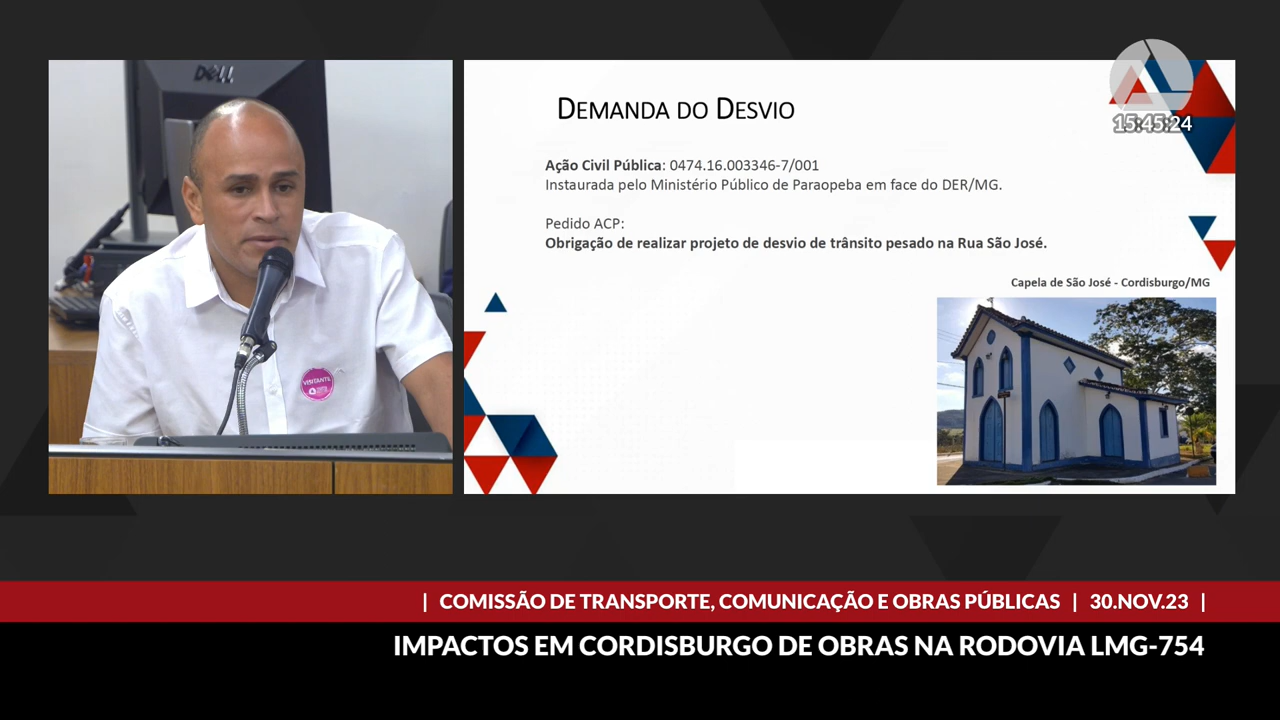 DELL
15:45:24
DEMANDA DO DESVIO
Ação Civil Pública: 0474.16.003346-7/001
Instaurada pelo Ministério Público de Paraopeba em face do DER/MG.
Pedido ACP:
Obrigação de realizar projeto de desvio de trânsito pesado na Rua São José.
Capela de São José - Cordisburgo/MG
VISITANTE
| COMISSÃO DE TRANSPORTE, COMUNICAÇÃO E OBRAS PÚBLICAS | 30.NOV.23 |
IMPACTOS EM CORDISBURGO DE OBRAS NA RODOVIA LMG-754